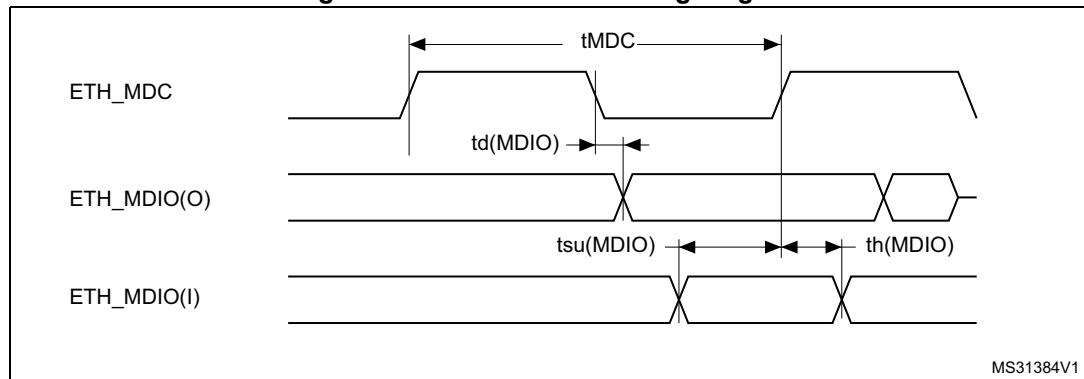 tMDC
ETH_MDC
td(MDIO)
ETH_MDIO(O)
tsu(MDIO) th(MDIO)
ETH_MDIO(I)
MS31384V1